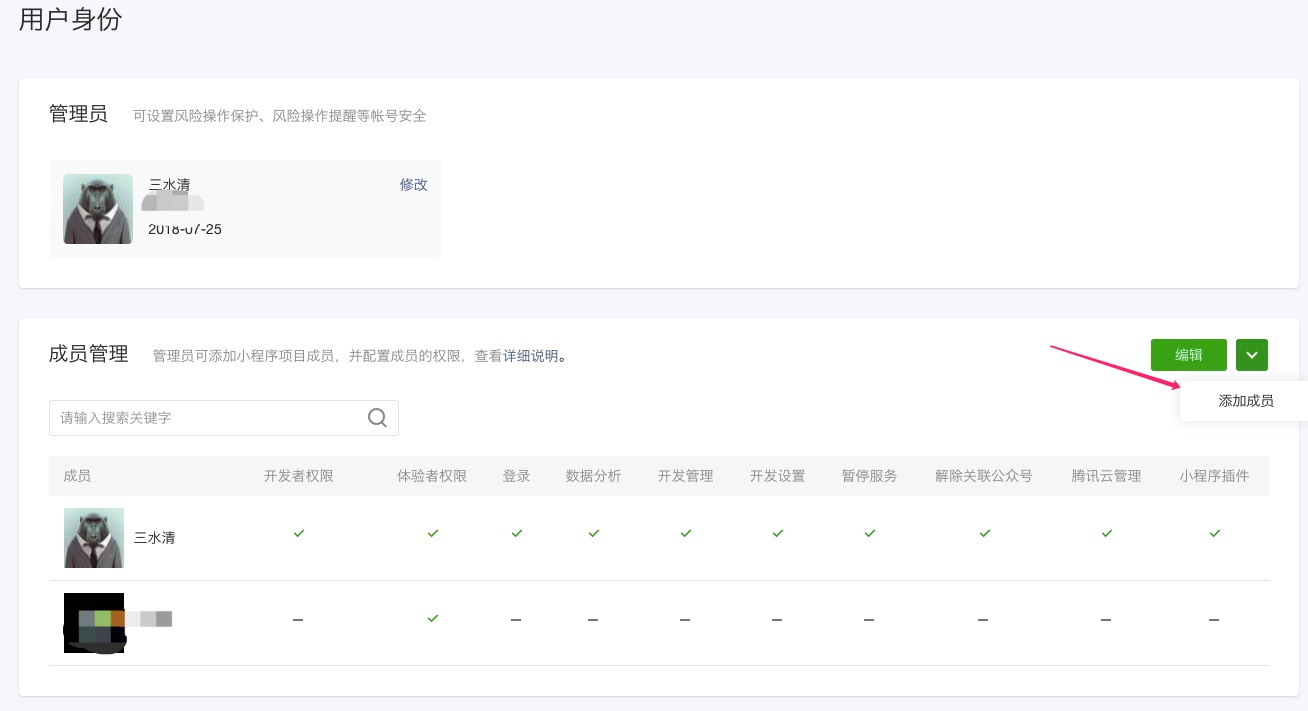 用户身份
管理员 可设置风险操作保护、风险操作提醒等帐号安全
三水清 修改
2018-07-25
成员管理 管理员可添加小程序项目成员，并配置成员的权限，查看详细说明。 编辑
添加成员
请输入搜索关键字
成员 开发者权限 体验者权限 登录 数据分析 开发管理 开发设置 暂停服务 解除关联公众号 腾讯云管理 小程序插件
三水清